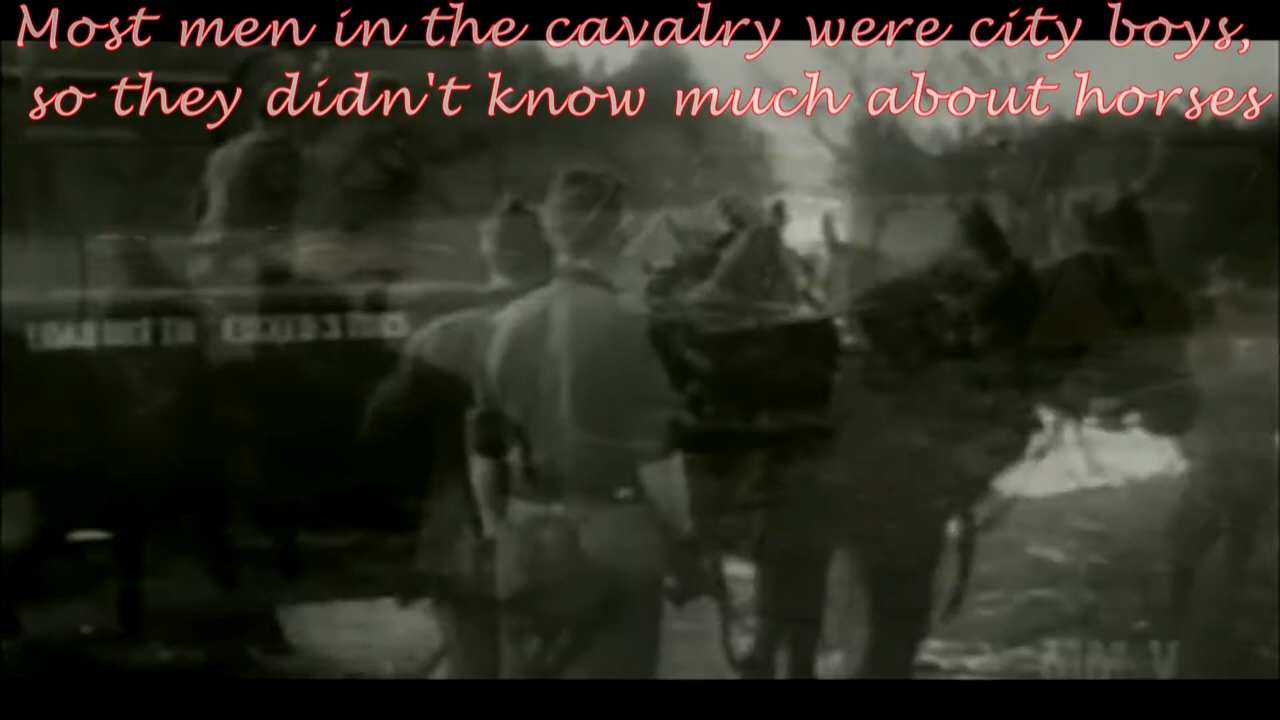 Most men in the cavalry were city boys,
so they didn't know much about horses